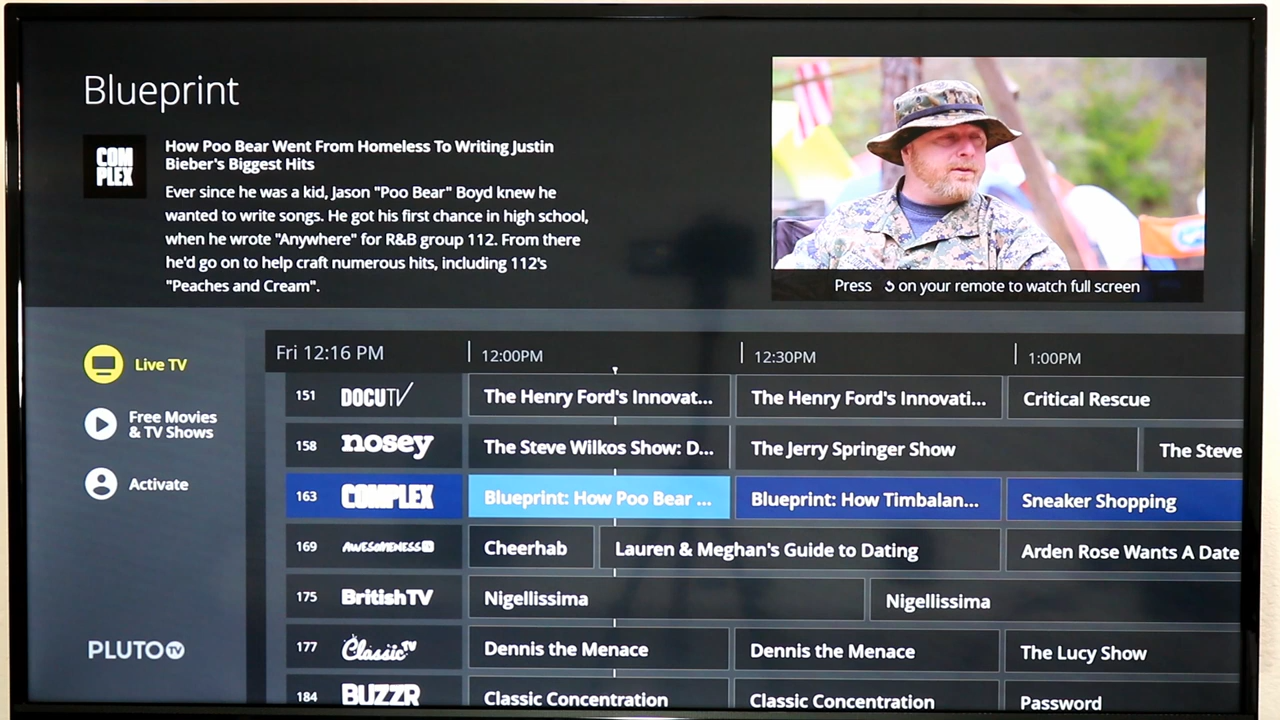 Blueprint
COMPLEX
How Poo Bear Went From Homeless To Writing Justin
Bieber's Biggest Hits
Ever since he was a kid, Jason "Poo Bear" Boyd knew he
wanted to write songs. He got his first chance in high school,
when he wrote "Anywhere" for R&B group 112. From there
he'd go on to help craft numerous hits, including 112's
"Peaches and Cream".
Press on your remote to watch full screen
Live TV
Free Movies
& TV Shows
Activate
PLUTO TV
Fri 12:16 PM 12:00PM 12:30PM 1:00PM
151 DOCUTV The Henry Ford's Innovat... The Henry Ford's Innovati... Critical Rescue
158 nosey The Steve Wilkos Show: D... The Jerry Springer Show The Steve
163 COMPLEX Blueprint: How Poo Bear ... Blueprint: How Timbalan... Sneaker Shopping
169 AWESOMENESSTV Cheerhab Lauren & Meghan's Guide to Dating Arden Rose Wants A Date
175 BritishTV Nigellissima Nigellissima
177 Classic TV Dennis the Menace Dennis the Menace The Lucy Show
184 BUZZR Classic Concentration Classic Concentration Password